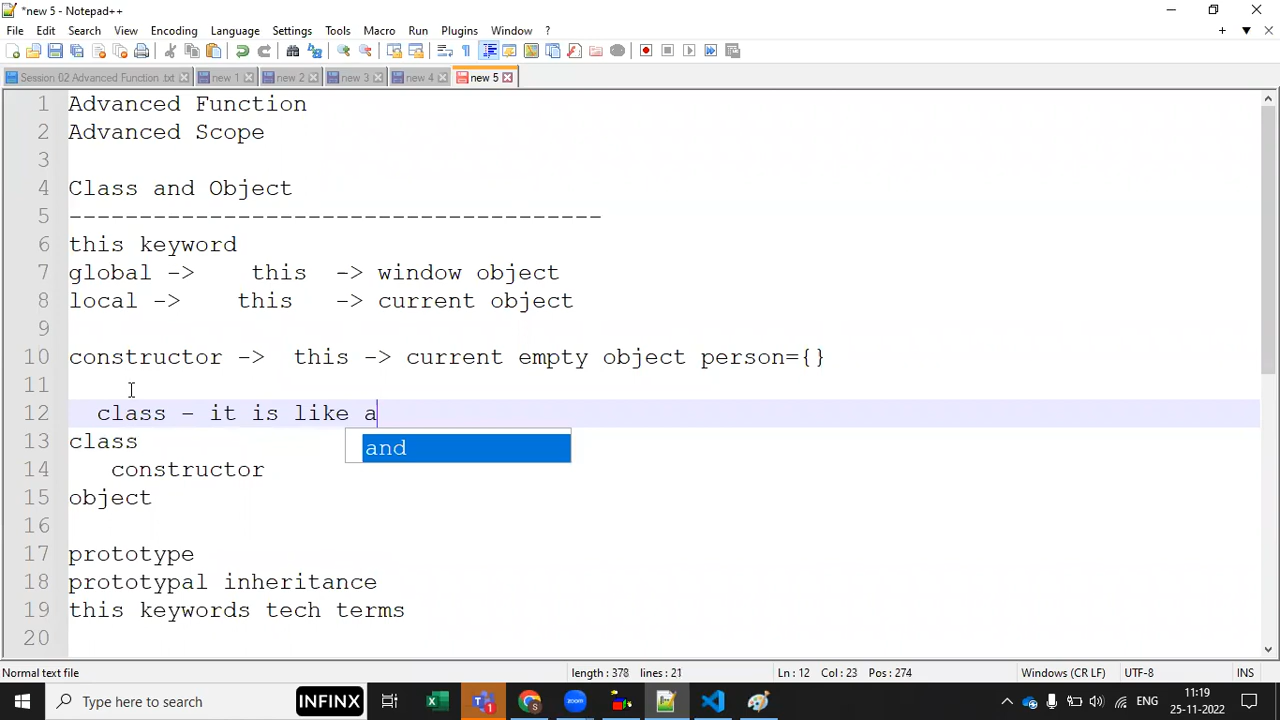 *new 5 - Notepad++
File Edit Search View Encoding Language Settings Tools Macro Run Plugins Window ?
Session 02 Advanced Function .txt new 1 new 2 new 3 new 4 new 5
1 Advanced Function
2 Advanced Scope
3
4 Class and Object
5 --------------------------------------
6 this keyword
7 global -> this -> window object
8 local -> this -> current object
9
10 constructor -> this -> current empty object person={}
11
12 class - it is like a
and
13 class
14 constructor
15 object
16
17 prototype
18 prototypal inheritance
19 this keywords tech terms
20
Normal text file length : 378 lines : 21 Ln : 12 Col : 23 Pos : 274 Windows (CR LF) UTF-8 INS
Type here to search INFINX zoom ENG 11:19
25-11-2022